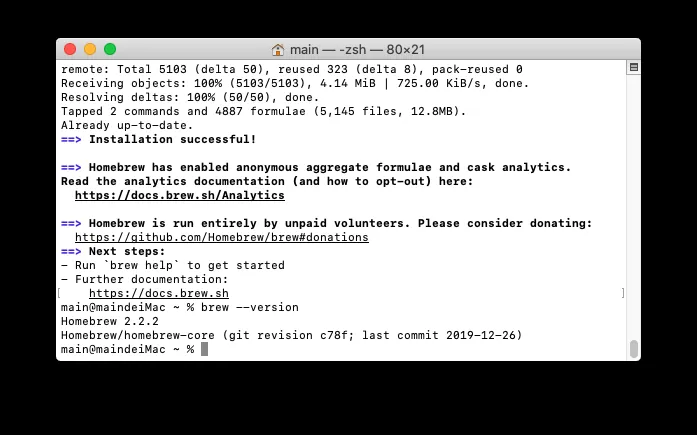 main — -zsh — 80×21
remote: Total 5103 (delta 50), reused 323 (delta 8), pack-reused 0
Receiving objects: 100% (5103/5103), 4.14 MiB | 725.00 KiB/s, done.
Resolving deltas: 100% (50/50), done.
Tapped 2 commands and 4887 formulae (5,145 files, 12.8MB).
Already up-to-date.
==> Installation successful!
==> Homebrew has enabled anonymous aggregate formulae and cask analytics.
Read the analytics documentation (and how to opt-out) here:
https://docs.brew.sh/Analytics
==> Homebrew is run entirely by unpaid volunteers. Please consider donating:
https://github.com/Homebrew/brew#donations
==> Next steps:
- Run `brew help` to get started
- Further documentation:
[ https://docs.brew.sh ]
main@maindeiMac ~ % brew --version
Homebrew 2.2.2
Homebrew/homebrew-core (git revision c78f; last commit 2019-12-26)
main@maindeiMac ~ %